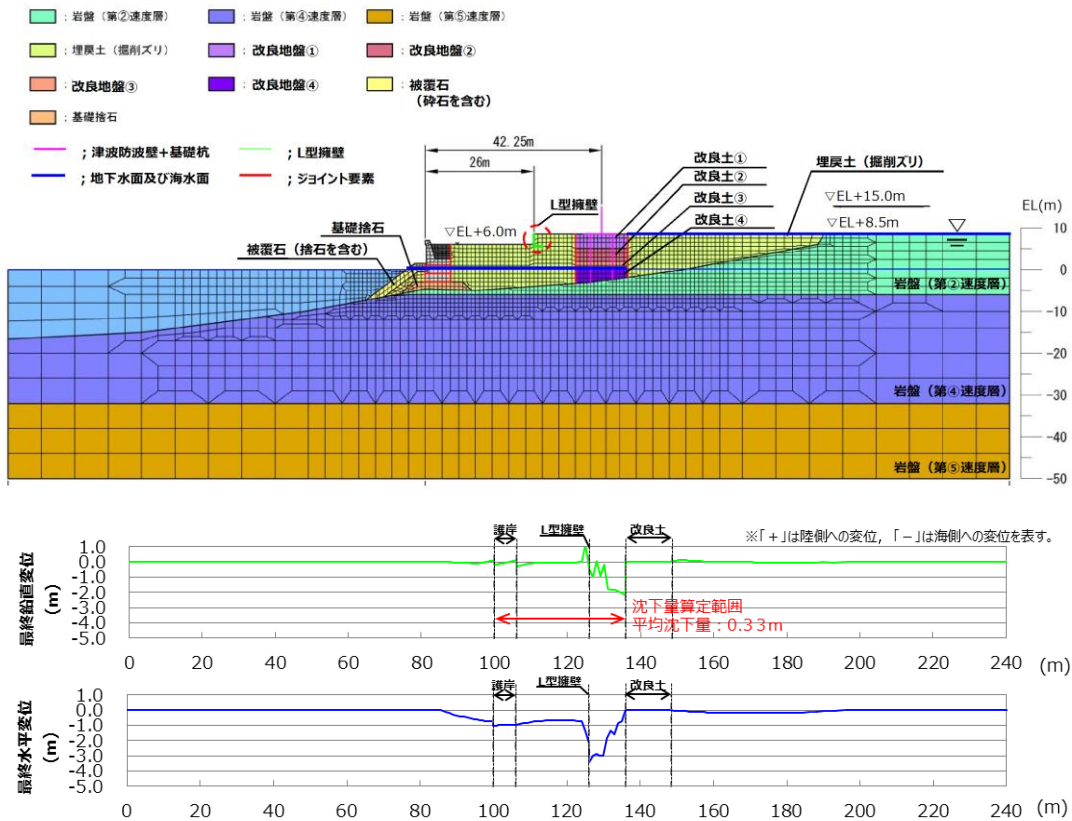 ：岩盤（第②速度層）
：岩盤（第④速度層）
：岩盤（第⑤速度層）
：埋戻土（掘削ズリ）
：改良地盤①
：改良地盤②
：改良地盤③
：改良地盤④
：被覆石
（砕石を含む）
：基礎捨石
；津波防波壁+基礎杭
；L型擁壁
；地下水面及び海水面
；ジョイント要素
42.25m
26m
改良土①
改良土②
改良土③
改良土④
埋戻土（掘削ズリ）
▽EL+15.0m
▽EL+8.5m
EL(m)
L型擁壁
▽EL+6.0m
基礎捨石
被覆石（捨石を含む）
10
0
-10
-20
-30
-40
-50
岩盤（第②速度層）
岩盤（第④速度層）
岩盤（第⑤速度層）
※「+」は陸側への変位，「－」は海側への変位を表す。
護岸
L型擁壁
改良土
最終鉛直変位
（m）
1.0
0.0
-1.0
-2.0
-3.0
-4.0
-5.0
沈下量算定範囲
平均沈下量：0.33m
0 20 40 60 80 100 120 140 160 180 200 220 240 (m)
護岸
L型擁壁
改良土
最終水平変位
（m）
1.0
0.0
-1.0
-2.0
-3.0
-4.0
-5.0
0 20 40 60 80 100 120 140 160 180 200 220 240 (m)